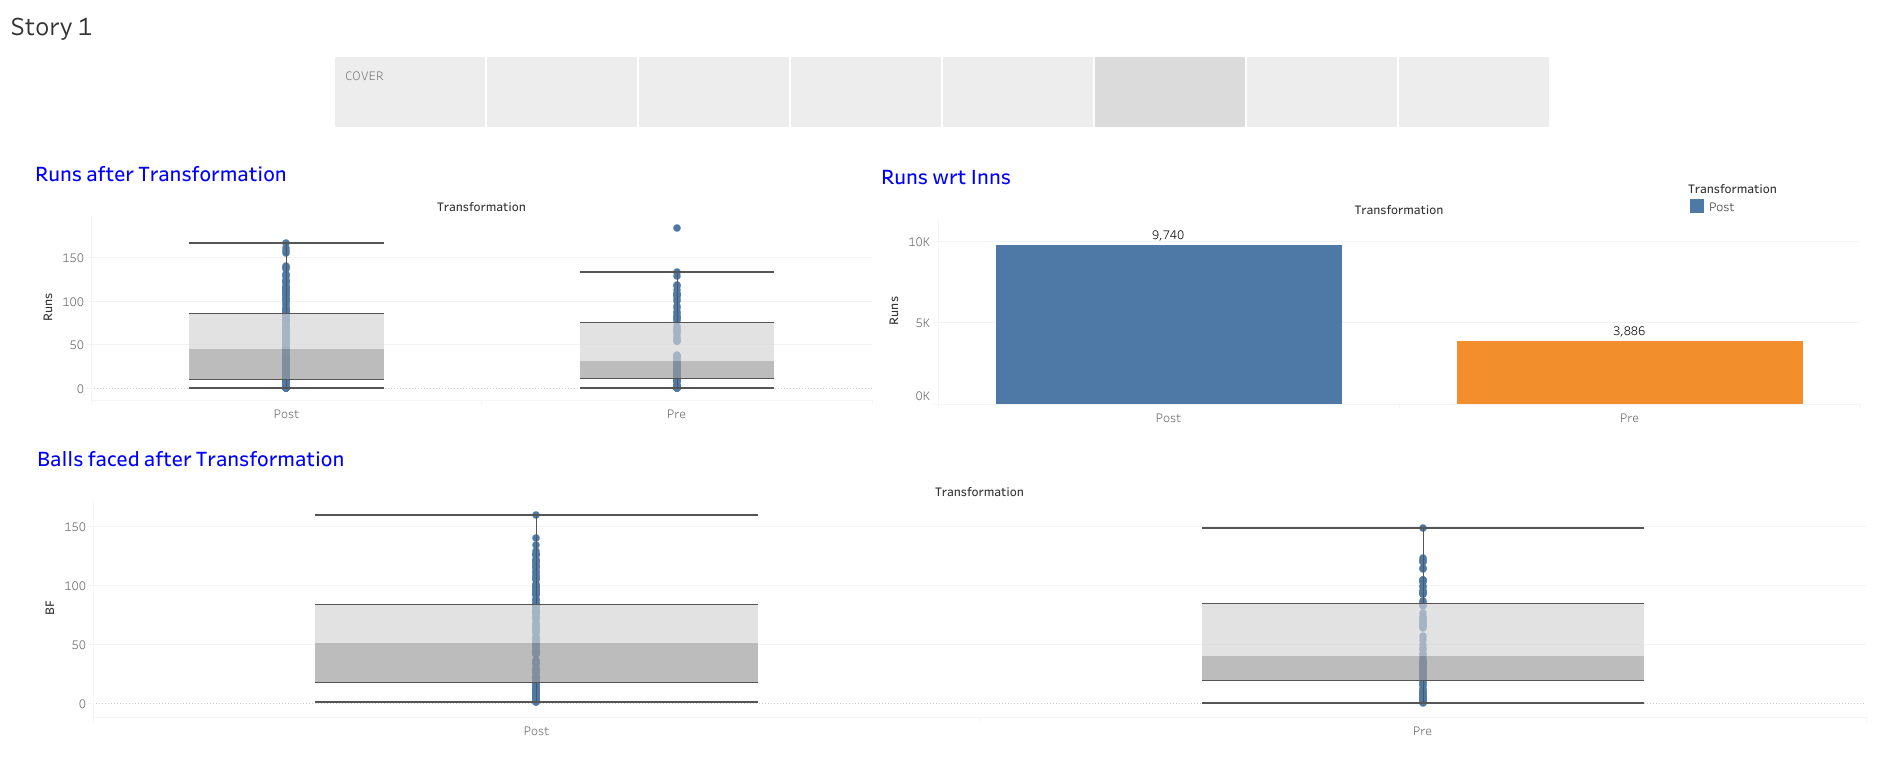 Story 1
COVER
Runs after Transformation
Transformation
Runs
150
100
50
0
Post
Pre
Runs wrt Inns
Transformation
Post
Transformation
Runs
10K
5K
0K
9,740
3,886
Post
Pre
Balls faced after Transformation
Transformation
BF
150
100
50
0
Post
Pre